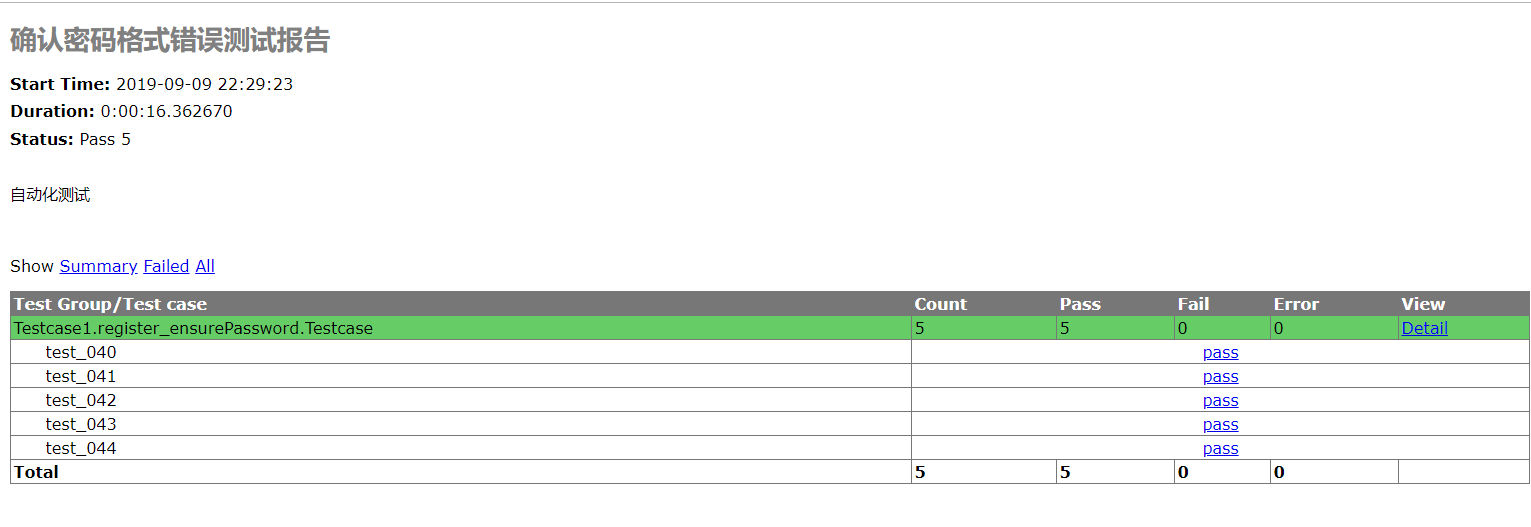 确认密码格式错误测试报告
Start Time: 2019-09-09 22:29:23
Duration: 0:00:16.362670
Status: Pass 5
自动化测试
Show Summary Failed All
Test Group/Test case Count Pass Fail Error View
Testcase1.register_ensurePassword.Testcase 5 5 0 0 Detail
test_040 pass
test_041 pass
test_042 pass
test_043 pass
test_044 pass
Total 5 5 0 0